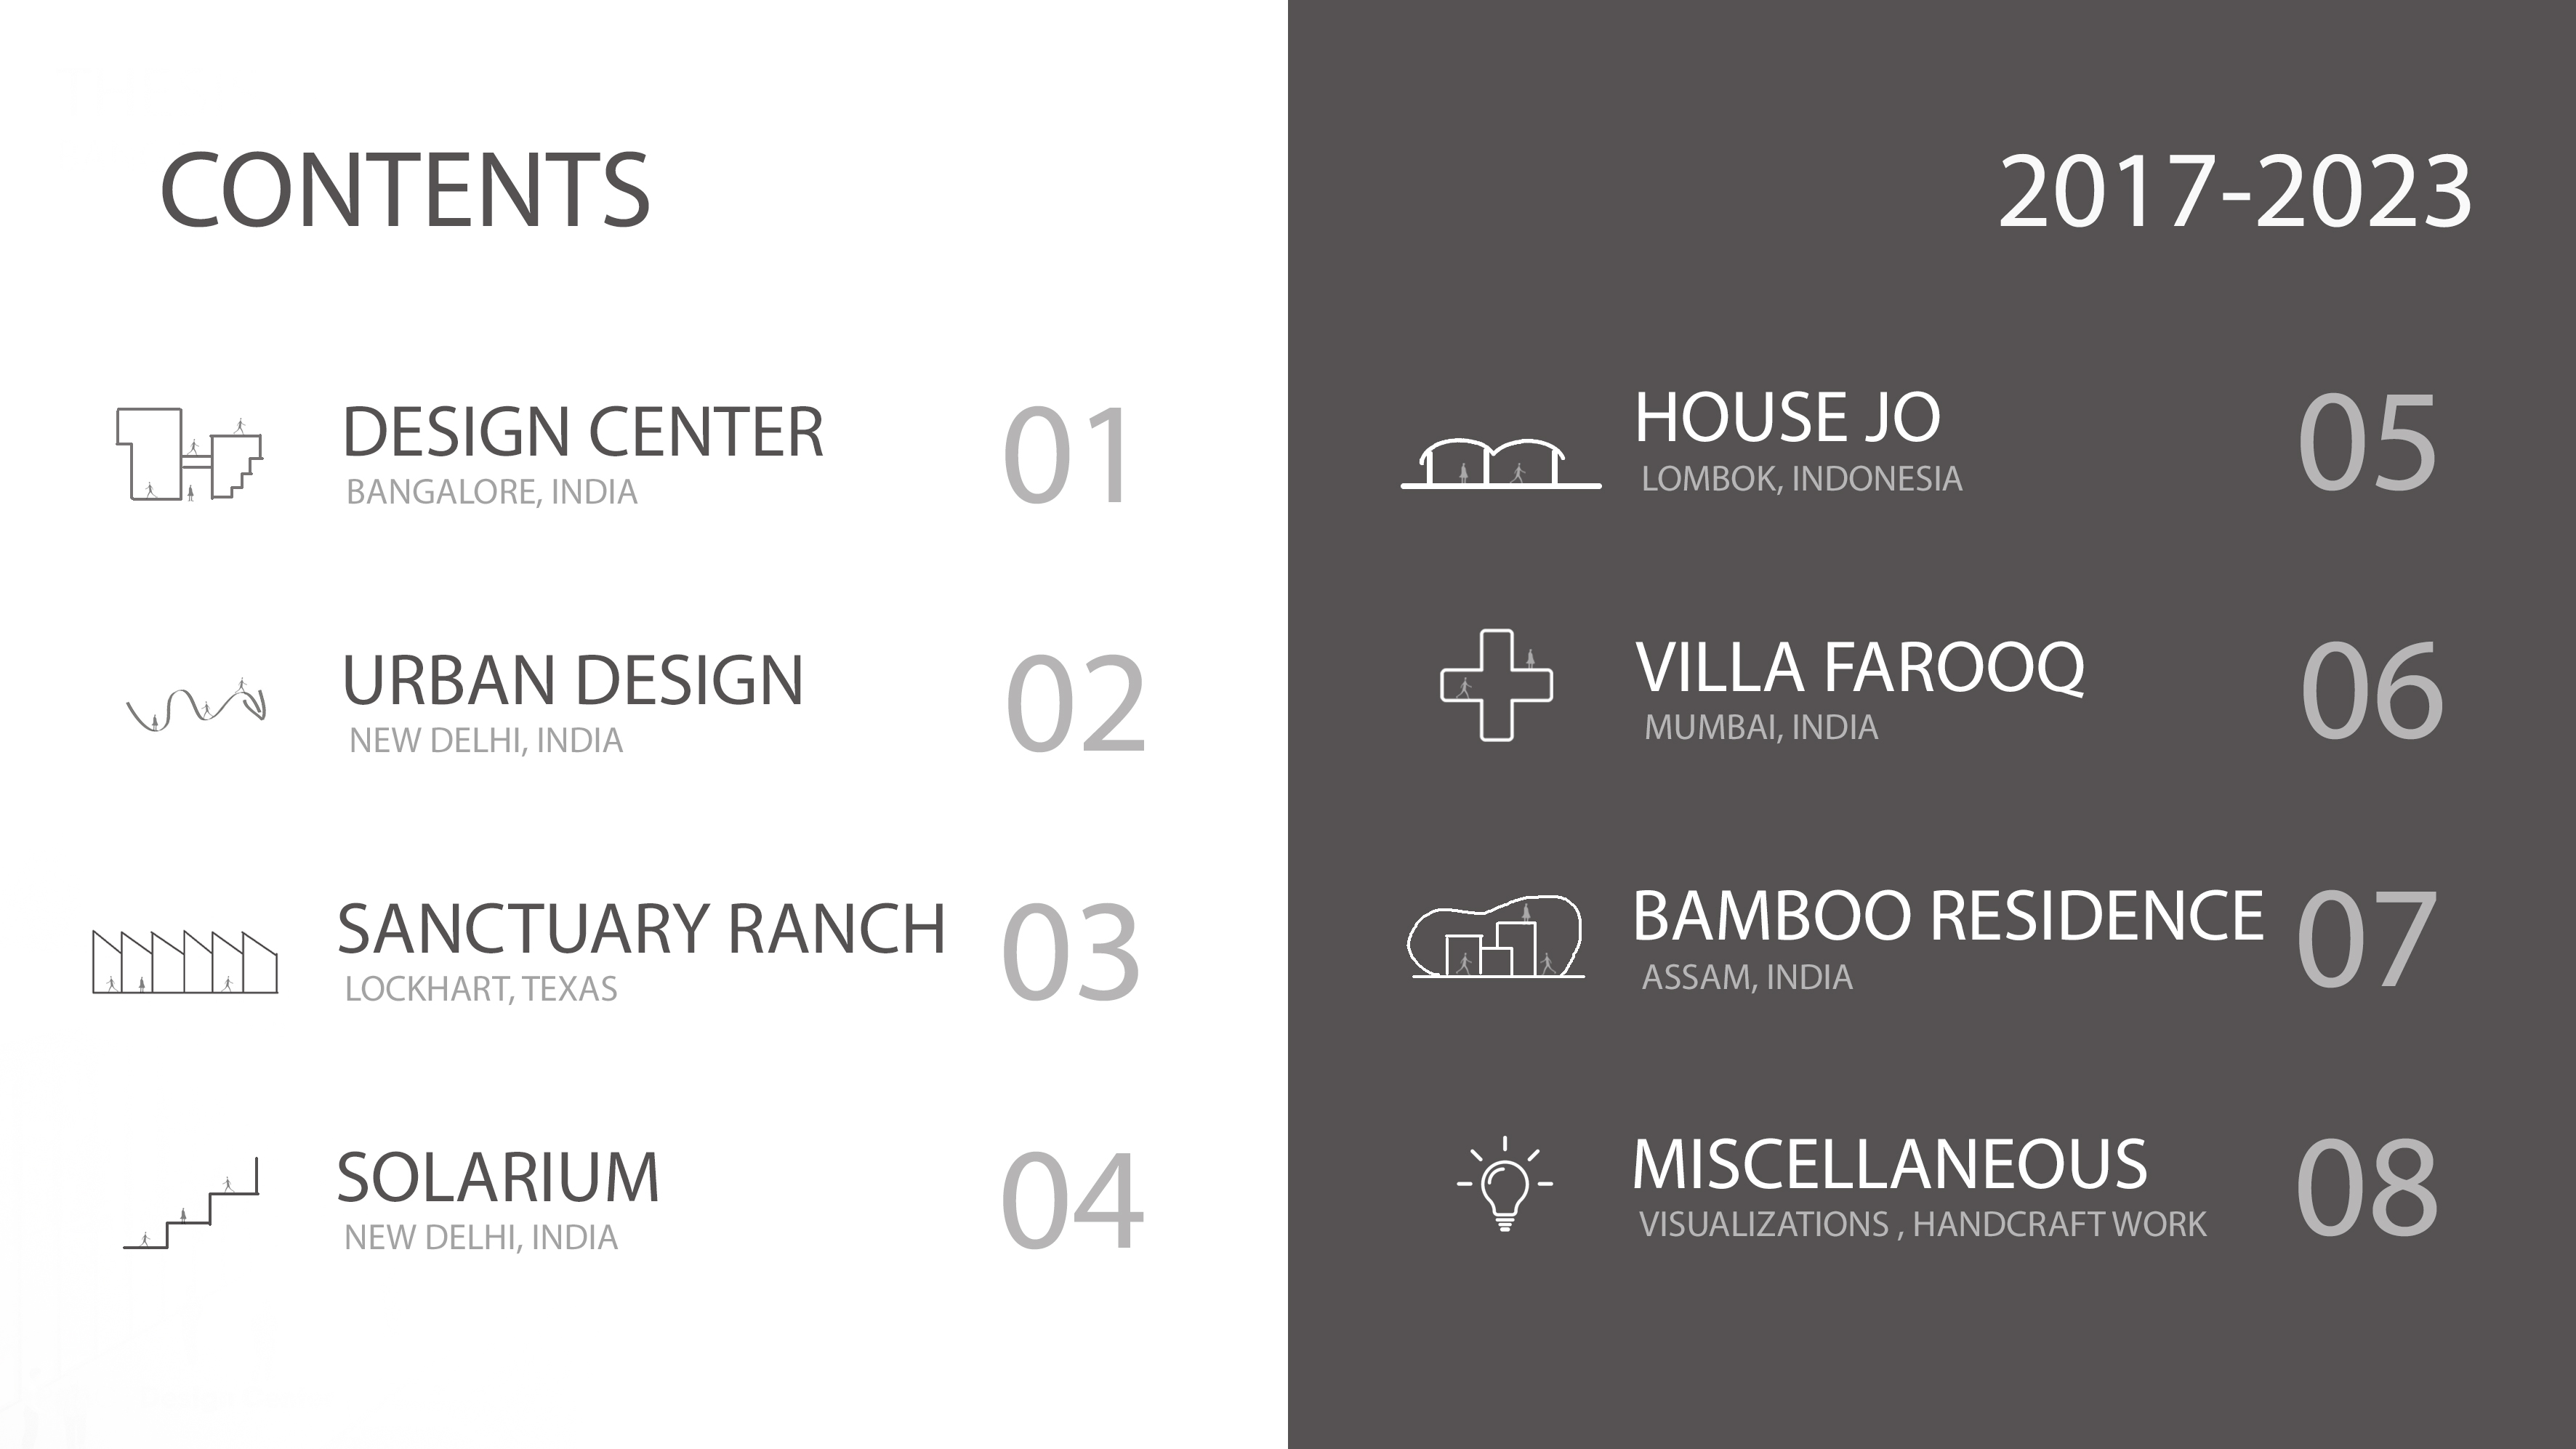 CONTENTS
DESIGN CENTER 01
BANGALORE, INDIA
URBAN DESIGN 02
NEW DELHI, INDIA
SANCTUARY RANCH 03
LOCKHART, TEXAS
SOLARIUM 04
NEW DELHI, INDIA
2017-2023
HOUSE JO 05
LOMBOK, INDONESIA
VILLA FAROOQ 06
MUMBAI, INDIA
BAMBOO RESIDENCE 07
ASSAM, INDIA
MISCELLANEOUS 08
VISUALIZATIONS , HANDCRAFT WORK